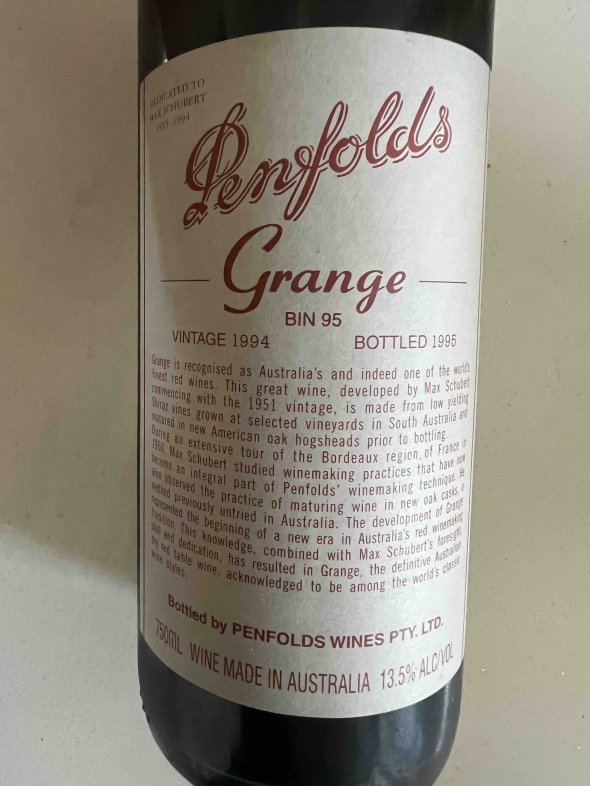 DEDICATED TO
MAX SCHUBERT
1915-1994
Penfolds
Grange
BIN 95
VINTAGE 1994 BOTTLED 1995
Grange is recognised as Australia's and indeed one of the world's
finest red wines. This great wine, developed by Max Schubert
commencing with the 1951 vintage, is made from low yielding
Shiraz vines grown at selected vineyards in South Australia and
matured in new American oak hogsheads prior to bottling.
During an extensive tour of the Bordeaux region of France in
1950, Max Schubert studied winemaking practices that have now
become an integral part of Penfolds' winemaking technique. He
also observed the practice of maturing wine in new oak casks, a
method previously untried in Australia. The development of Grange
represented the beginning of a new era in Australia's red winemaking
tradition. This knowledge, combined with Max Schubert's foresight,
skill and dedication, has resulted in Grange, the definitive Australian
dry red table wine, acknowledged to be among the world's classic
wine styles.
Bottled by PENFOLDS WINES PTY. LTD.
750ML WINE MADE IN AUSTRALIA 13.5% ALC/VOL